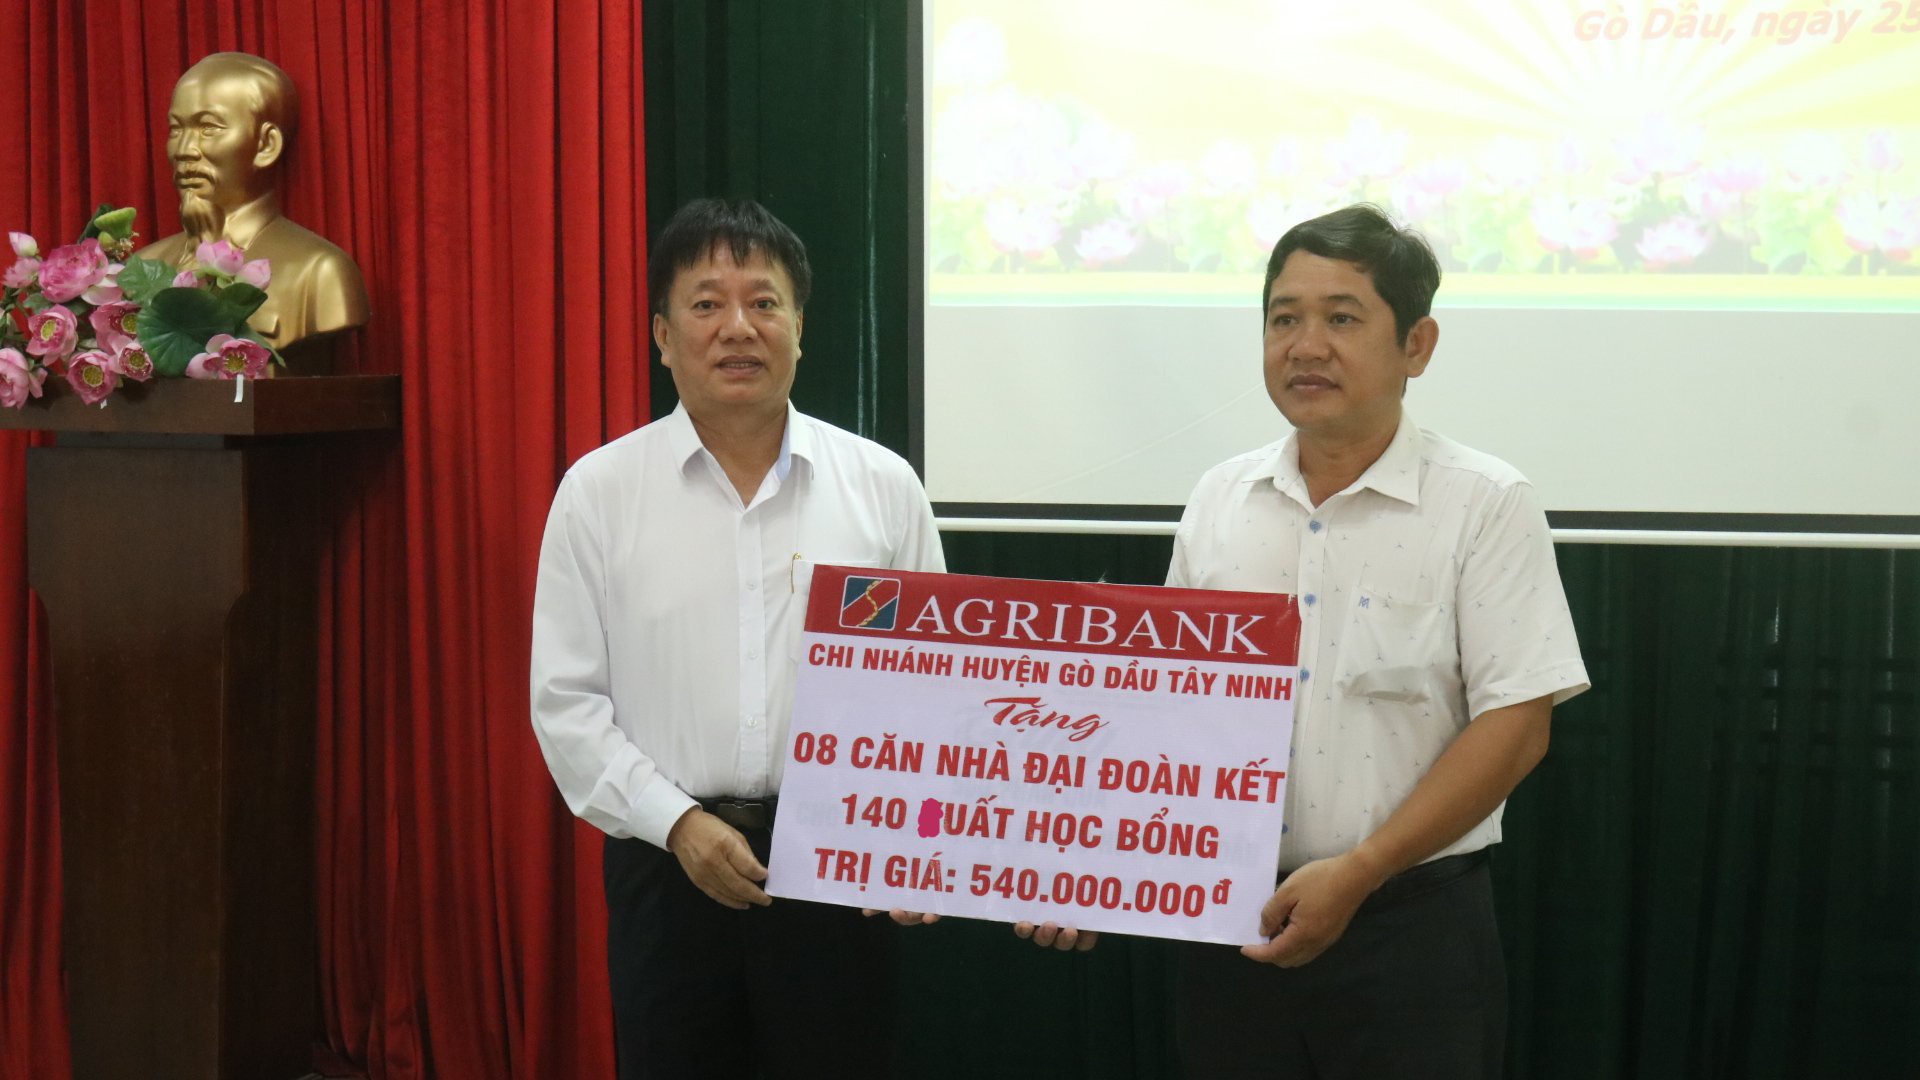 Gò Dầu, ngày 25
AGRIBANK
CHI NHÁNH HUYỆN GÒ DẦU TÂY NINH
Tặng
08 CĂN NHÀ ĐẠI ĐOÀN KẾT
140 UẤT HỌC BỔNG
TRỊ GIÁ: 540.000.000đ